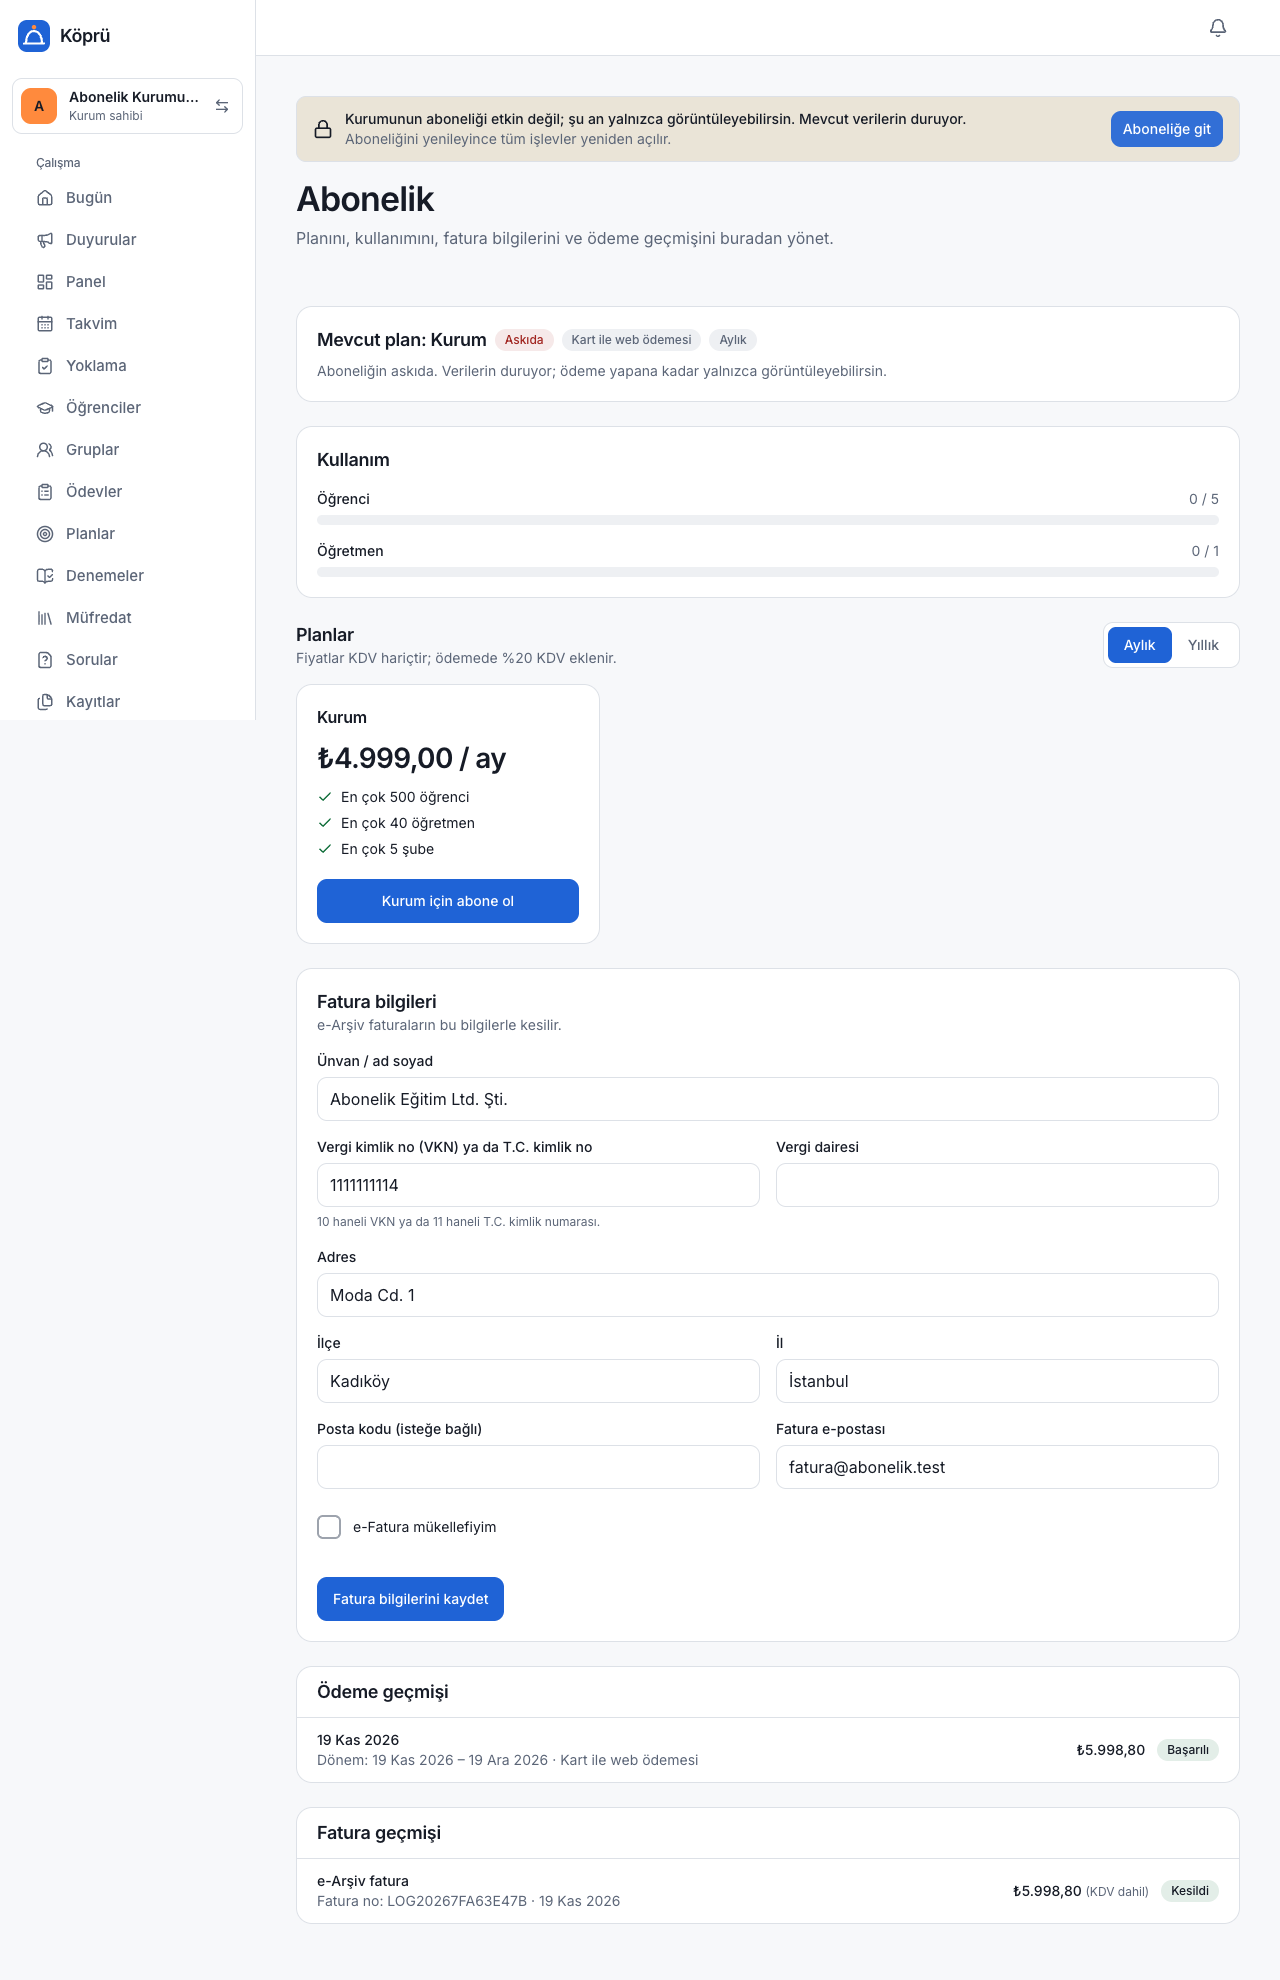 Köprü
A
Abonelik Kurumu...
Kurum sahibi
Çalışma
Bugün
Duyurular
Panel
Takvim
Yoklama
Öğrenciler
Gruplar
Ödevler
Planlar
Denemeler
Müfredat
Sorular
Kayıtlar
Kurumunun aboneliği etkin değil; şu an yalnızca görüntüleyebilirsin. Mevcut verilerin duruyor.
Aboneliğini yenileyince tüm işlevler yeniden açılır.
Aboneliğe git
Abonelik
Planını, kullanımını, fatura bilgilerini ve ödeme geçmişini buradan yönet.
Mevcut plan: Kurum Askıda Kart ile web ödemesi Aylık
Aboneliğin askıda. Verilerin duruyor; ödeme yapana kadar yalnızca görüntüleyebilirsin.
Kullanım
Öğrenci 0 / 5
Öğretmen 0 / 1
Planlar
Fiyatlar KDV hariçtir; ödemede %20 KDV eklenir.
Aylık Yıllık
Kurum
₺4.999,00 / ay
En çok 500 öğrenci
En çok 40 öğretmen
En çok 5 şube
Kurum için abone ol
Fatura bilgileri
e-Arşiv faturaların bu bilgilerle kesilir.
Ünvan / ad soyad
Abonelik Eğitim Ltd. Şti.
Vergi kimlik no (VKN) ya da T.C. kimlik no Vergi dairesi
1111111114
10 haneli VKN ya da 11 haneli T.C. kimlik numarası.
Adres
Moda Cd. 1
İlçe İl
Kadıköy İstanbul
Posta kodu (isteğe bağlı) Fatura e-postası
fatura@abonelik.test
e-Fatura mükellefiyim
Fatura bilgilerini kaydet
Ödeme geçmişi
19 Kas 2026
Dönem: 19 Kas 2026 – 19 Ara 2026 · Kart ile web ödemesi
₺5.998,80 Başarılı
Fatura geçmişi
e-Arşiv fatura
Fatura no: LOG20267FA63E47B · 19 Kas 2026
₺5.998,80 (KDV dahil) Kesildi